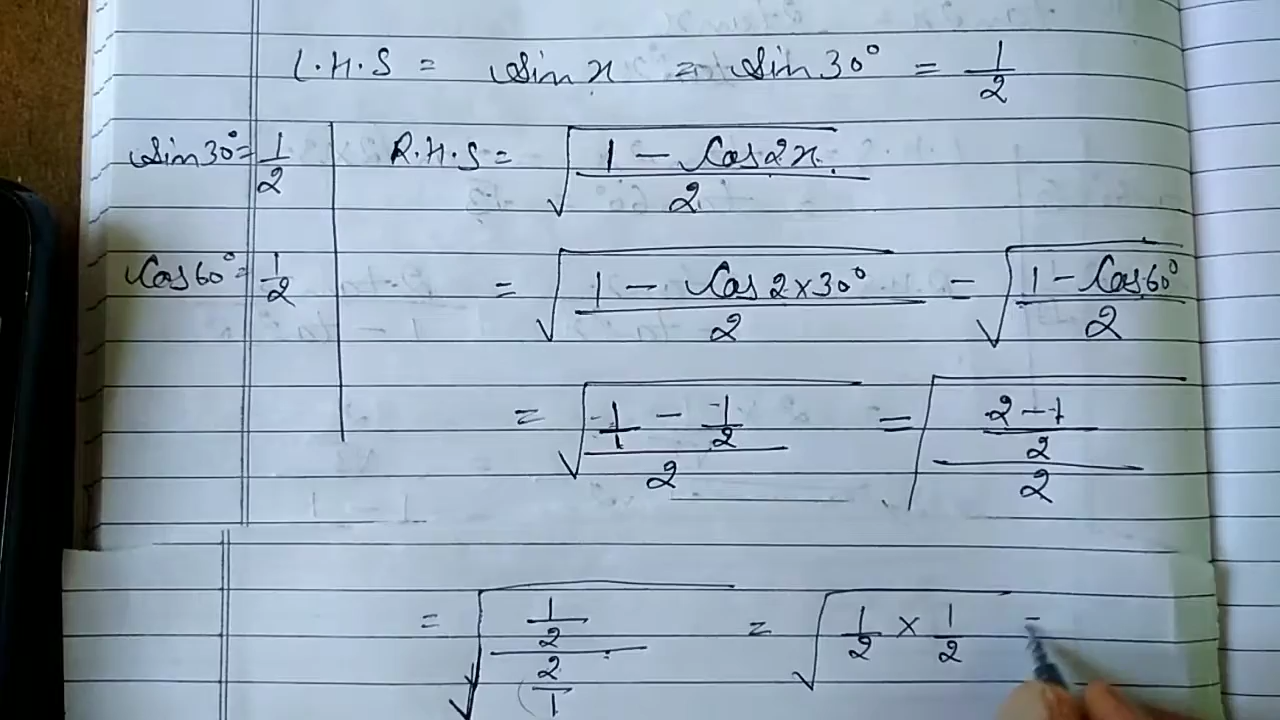 L.H.S = Sin x = Sin 30° = 1/2
Sin 30° = 1/2
R.H.S = √((1 - Cos 2x)/2)
Cos 60° = 1/2
= √((1 - Cos 2×30°)/2) = √((1 - Cos 60°)/2)
= √((1/1 - 1/2)/2) = √(((2 - 1)/2)/2)
= √((1/2)/(2/1)) = √(1/2 × 1/2) =